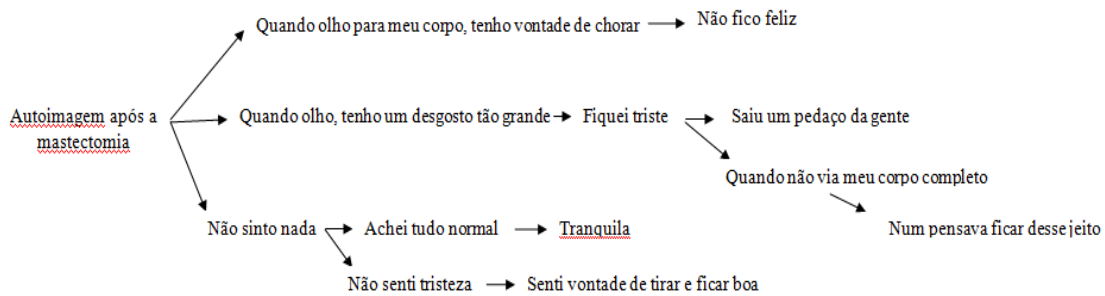 Quando olho para meu corpo, tenho vontade de chorar
Não fico feliz
Autoimagem após a
mastectomia
Quando olho, tenho um desgosto tão grande
Fiquei triste
Saiu um pedaço da gente
Quando não via meu corpo completo
Num pensava ficar desse jeito
Não sinto nada
Achei tudo normal
Tranquila
Não senti tristeza
Senti vontade de tirar e ficar boa